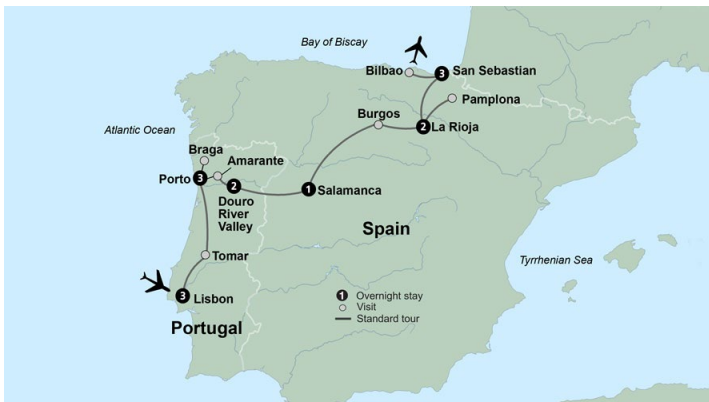 Bay of Biscay
Bilbao
3
San Sebastian
Pamplona
Burgos
2
La Rioja
Atlantic Ocean
Braga
Amarante
Porto
3
2
1
Salamanca
Douro
River
Valley
Spain
Tomar
Tyrrhenian Sea
3
Lisbon
1
Overnight stay
Visit
Standard tour
Portugal